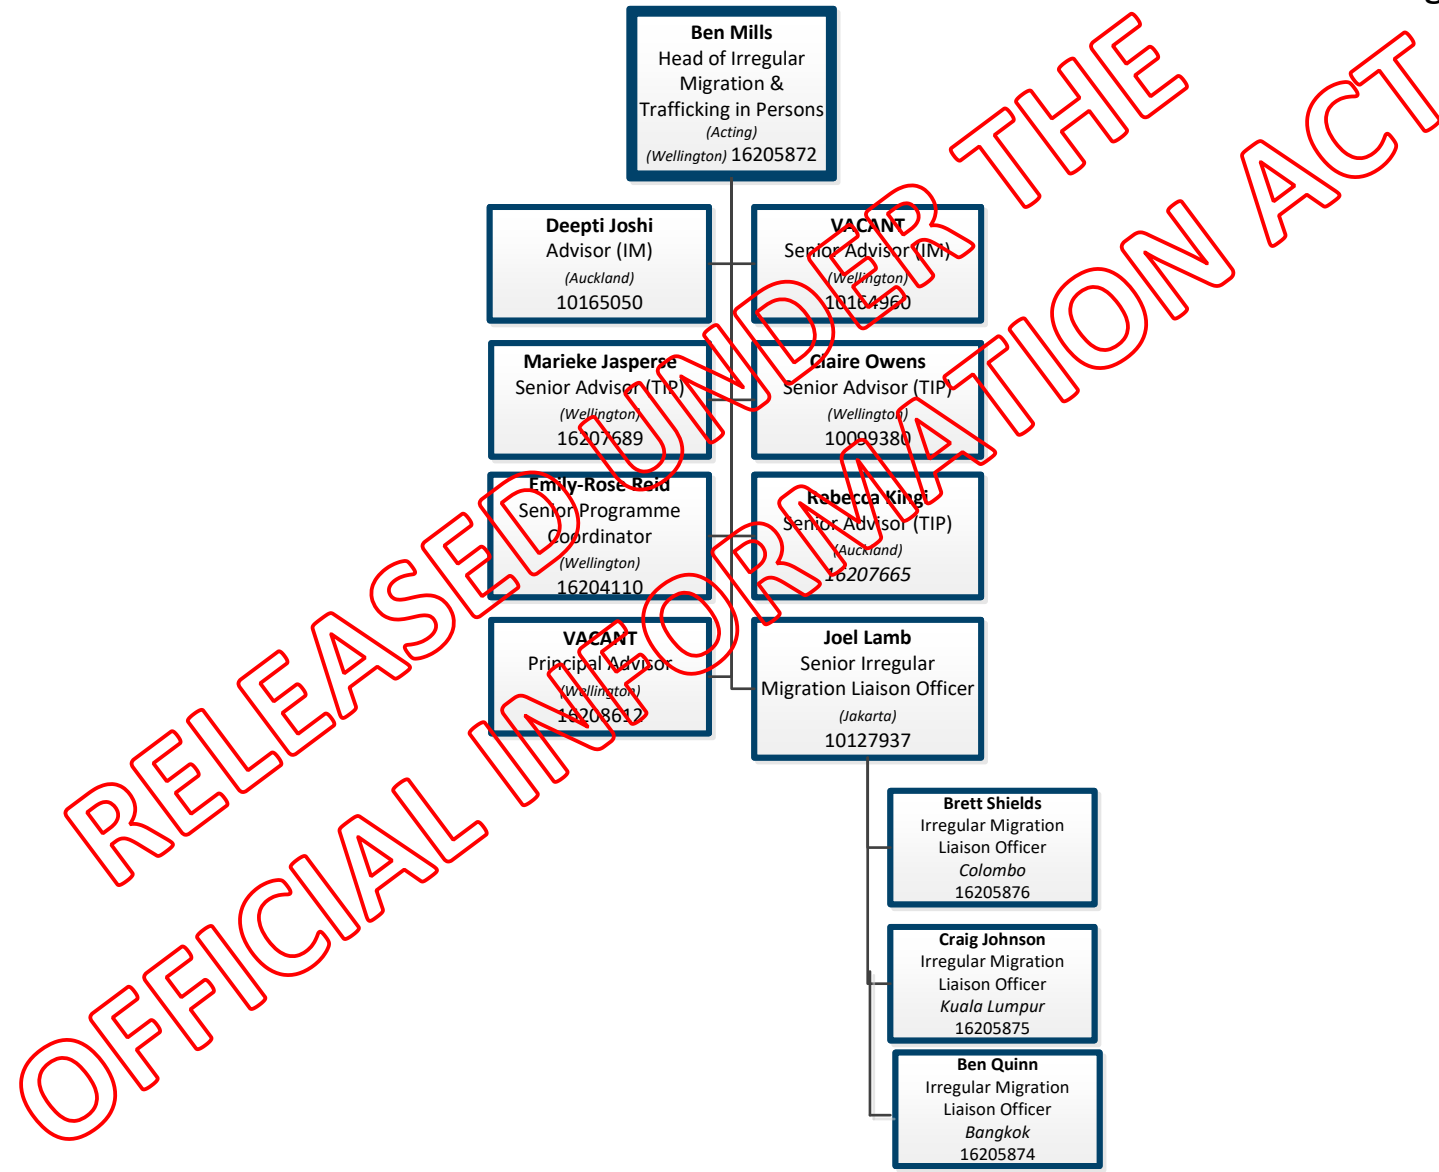 Ben Mills
Head of Irregular
Migration &
Trafficking in Persons
(Acting)
(Wellington) 16205872
Deepti Joshi
Advisor (IM)
(Auckland)
10165050
VACANT
Senior Advisor (IM)
(Wellington)
10164960
Marieke Jasperse
Senior Advisor (TIP)
(Wellington)
16207689
Claire Owens
Senior Advisor (TIP)
(Wellington)
10099380
Emily-Rose Reid
Senior Programme
Coordinator
(Wellington)
16204110
Rebecca Kingi
Senior Advisor (TIP)
(Auckland)
16207665
VACANT
Principal Advisor
(Wellington)
16208612
Joel Lamb
Senior Irregular
Migration Liaison Officer
(Jakarta)
10127937
Brett Shields
Irregular Migration
Liaison Officer
Colombo
16205876
Craig Johnson
Irregular Migration
Liaison Officer
Kuala Lumpur
16205875
Ben Quinn
Irregular Migration
Liaison Officer
Bangkok
16205874
RELEASED UNDER THE
OFFICIAL INFORMATION ACT